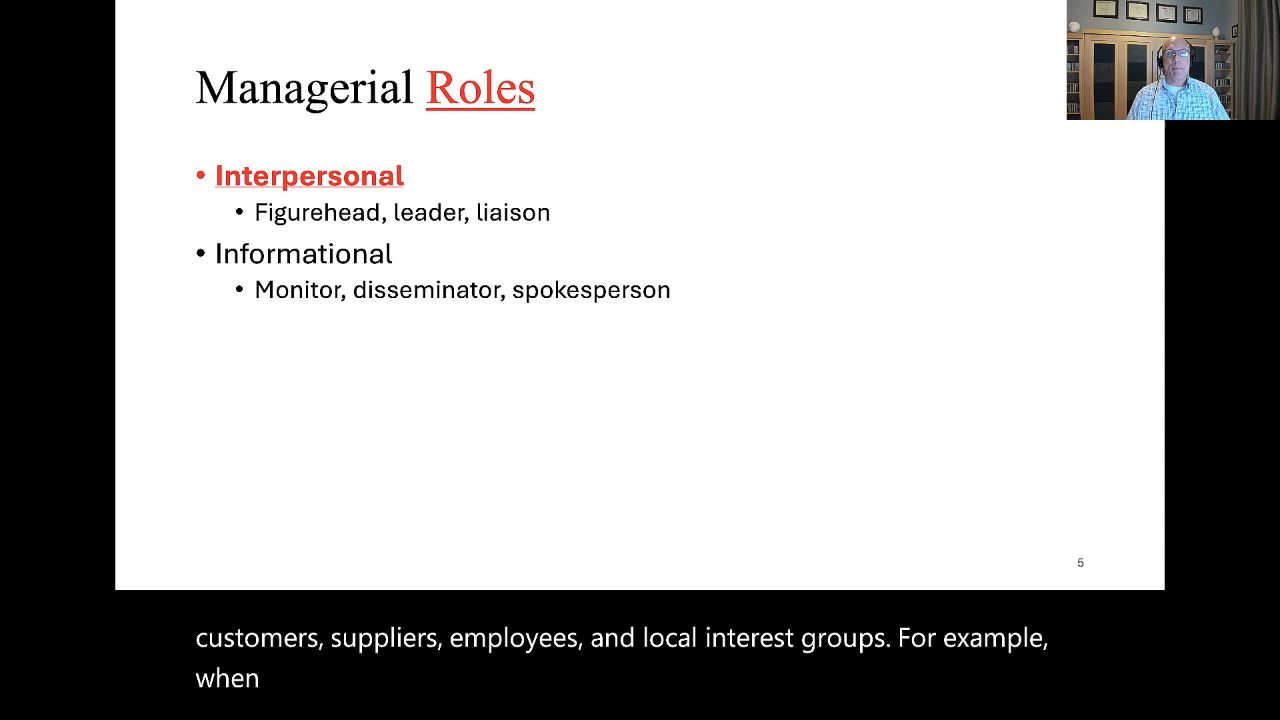 Managerial Roles
• Interpersonal
• Figurehead, leader, liaison
• Informational
• Monitor, disseminator, spokesperson
5
customers, suppliers, employees, and local interest groups. For example,
when